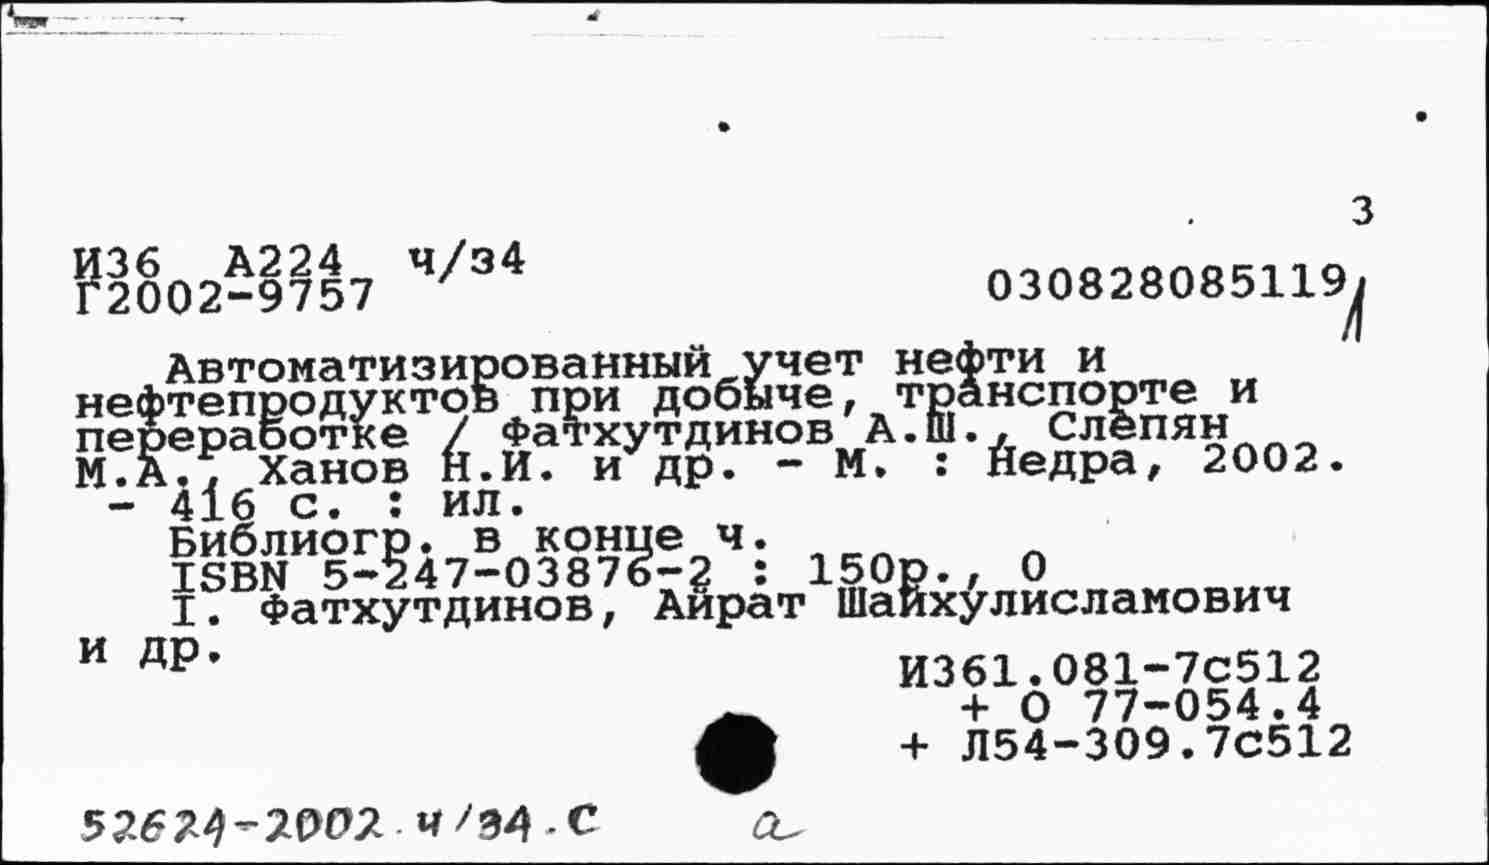 3
И36 А224 ч/з4
Г2002-9757
030828085119
Автоматизированный учет нефти и
нефтепродуктов при добыче, транспорте и
переработке / Фатхутдинов А.Ш., Слепян
М.А., Ханов Н.И. и др. - М. : Недра, 2002.
- 416 с. : ил.
Библиогр. в конце ч.
ISBN 5-247-03876-2 : 150р., 0
I. Фатхутдинов, Айрат Шайхулисламович
и др.
И361.081-7с512
+ О 77-054.4
+ Л54-309.7с512
52624-2002 ч/з4.С а